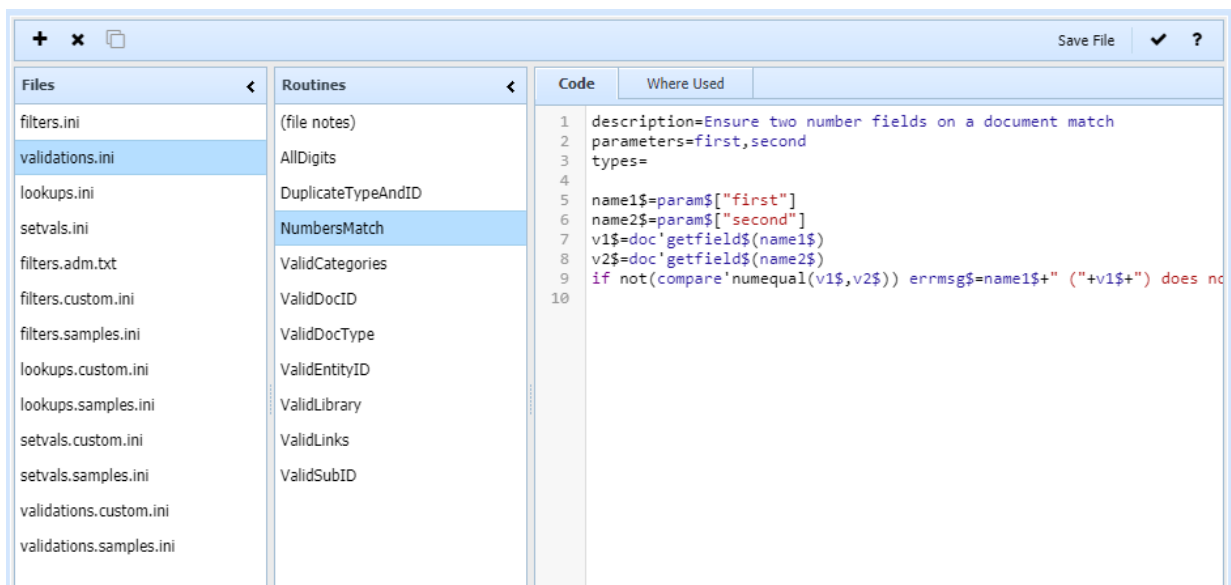 Save File
?
Files
filters.ini
validations.ini
lookups.ini
setvals.ini
filters.adm.txt
filters.custom.ini
filters.samples.ini
lookups.custom.ini
lookups.samples.ini
setvals.custom.ini
setvals.samples.ini
validations.custom.ini
validations.samples.ini
Routines
(file notes)
AllDigits
DuplicateTypeAndID
NumbersMatch
ValidCategories
ValidDocID
ValidDocType
ValidEntityID
ValidLibrary
ValidLinks
ValidSubID
Code Where Used
1 description=Ensure two number fields on a document match
2 parameters=first,second
3 types=
4
5 name1$=param$["first"]
6 name2$=param$["second"]
7 v1$=doc'getfield$(name1$)
8 v2$=doc'getfield$(name2$)
9 if not(compare'numequal(v1$,v2$)) errmsg$=name1$+" ("+v1$+") does
10